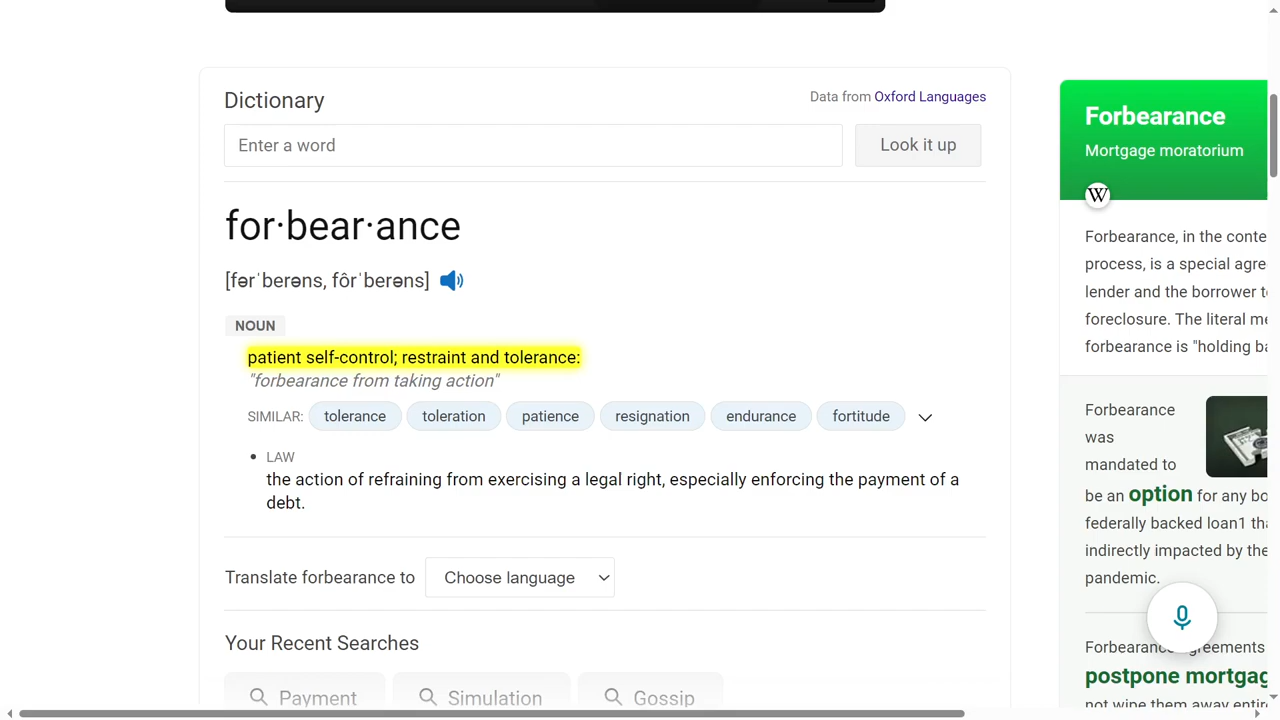 Dictionary
Data from Oxford Languages
Enter a word
Look it up
for·bear·ance
[fərˈberəns, fôrˈberəns]
NOUN
patient self-control; restraint and tolerance:
"forbearance from taking action"
SIMILAR: tolerance toleration patience resignation endurance fortitude
• LAW
the action of refraining from exercising a legal right, especially enforcing the payment of a
debt.
Translate forbearance to Choose language
Your Recent Searches
Payment Simulation Gossip
Forbearance
Mortgage moratorium
W
Forbearance, in the conte
process, is a special agre
lender and the borrower
foreclosure. The literal
forbearance is "holding
Forbearance
was
mandated to
be an option for any
federally backed loan1
indirectly impacted by the
pandemic.
Forbearance agreements
postpone
not wipe them away